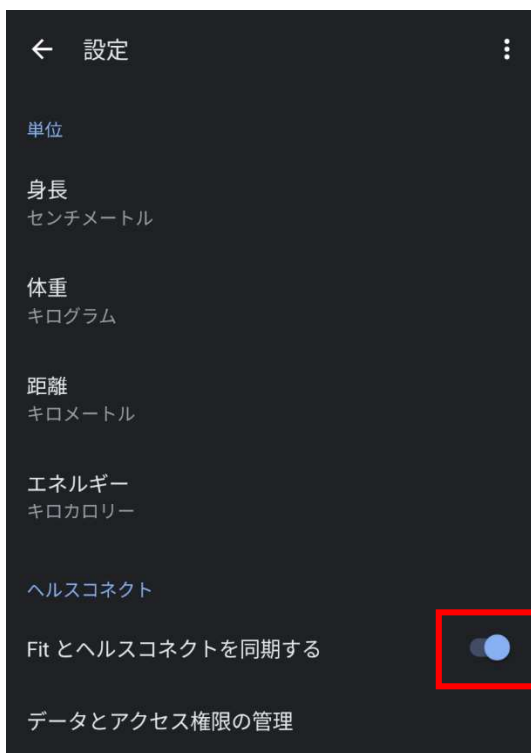 設定
単位
身長
センチメートル
体重
キログラム
距離
キロメートル
エネルギー
キロカロリー
ヘルスコネクト
Fit とヘルスコネクトを同期する
データとアクセス権限の管理